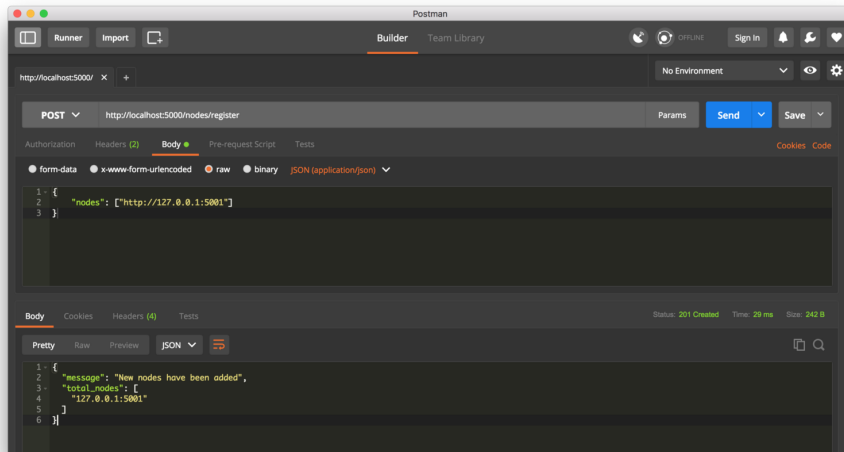 Postman
Runner Import Builder Team Library OFFLINE Sign In
http://localhost:5000/ × + No Environment
POST http://localhost:5000/nodes/register Params Send Save
Authorization Headers (2) Body Pre-request Script Tests Cookies Code
form-data x-www-form-urlencoded raw binary JSON (application/json)
1 {
2 "nodes": ["http://127.0.0.1:5001"]
3 }
Body Cookies Headers (4) Tests Status: 201 Created Time: 29 ms Size: 242 B
Pretty Raw Preview JSON
1 {
2 "message": "New nodes have been added",
3 "total_nodes": [
4 "127.0.0.1:5001"
5 ]
6 }